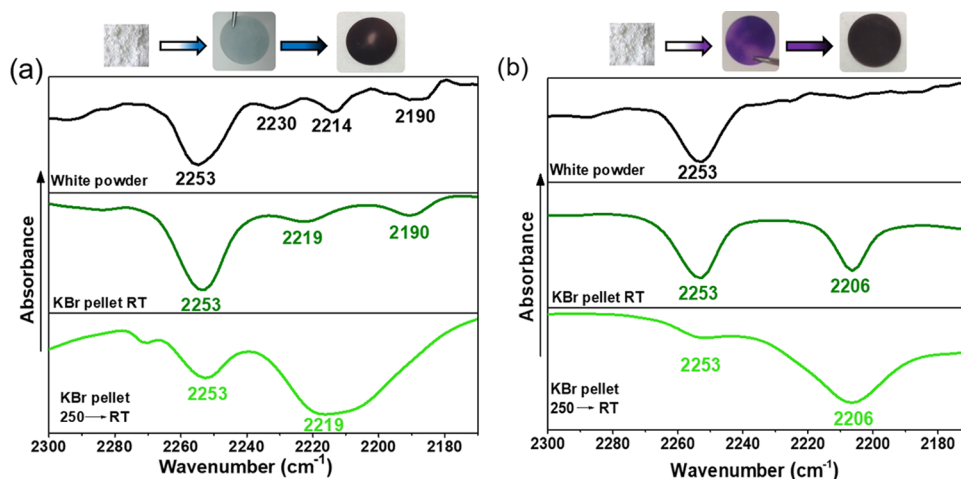 (a)
2230
2214
2190
White powder
2253
2219
2190
KBr pellet RT
2253
KBr pellet
250→RT
2253
2219
Absorbance
2300
2280
2260
2240
2220
2200
2180
Wavenumber (cm⁻¹)
(b)
White powder
2253
KBr pellet RT
2253
2206
KBr pellet
250→RT
2253
2206
Absorbance
2300
2280
2260
2240
2220
2200
2180
Wavenumber (cm⁻¹)